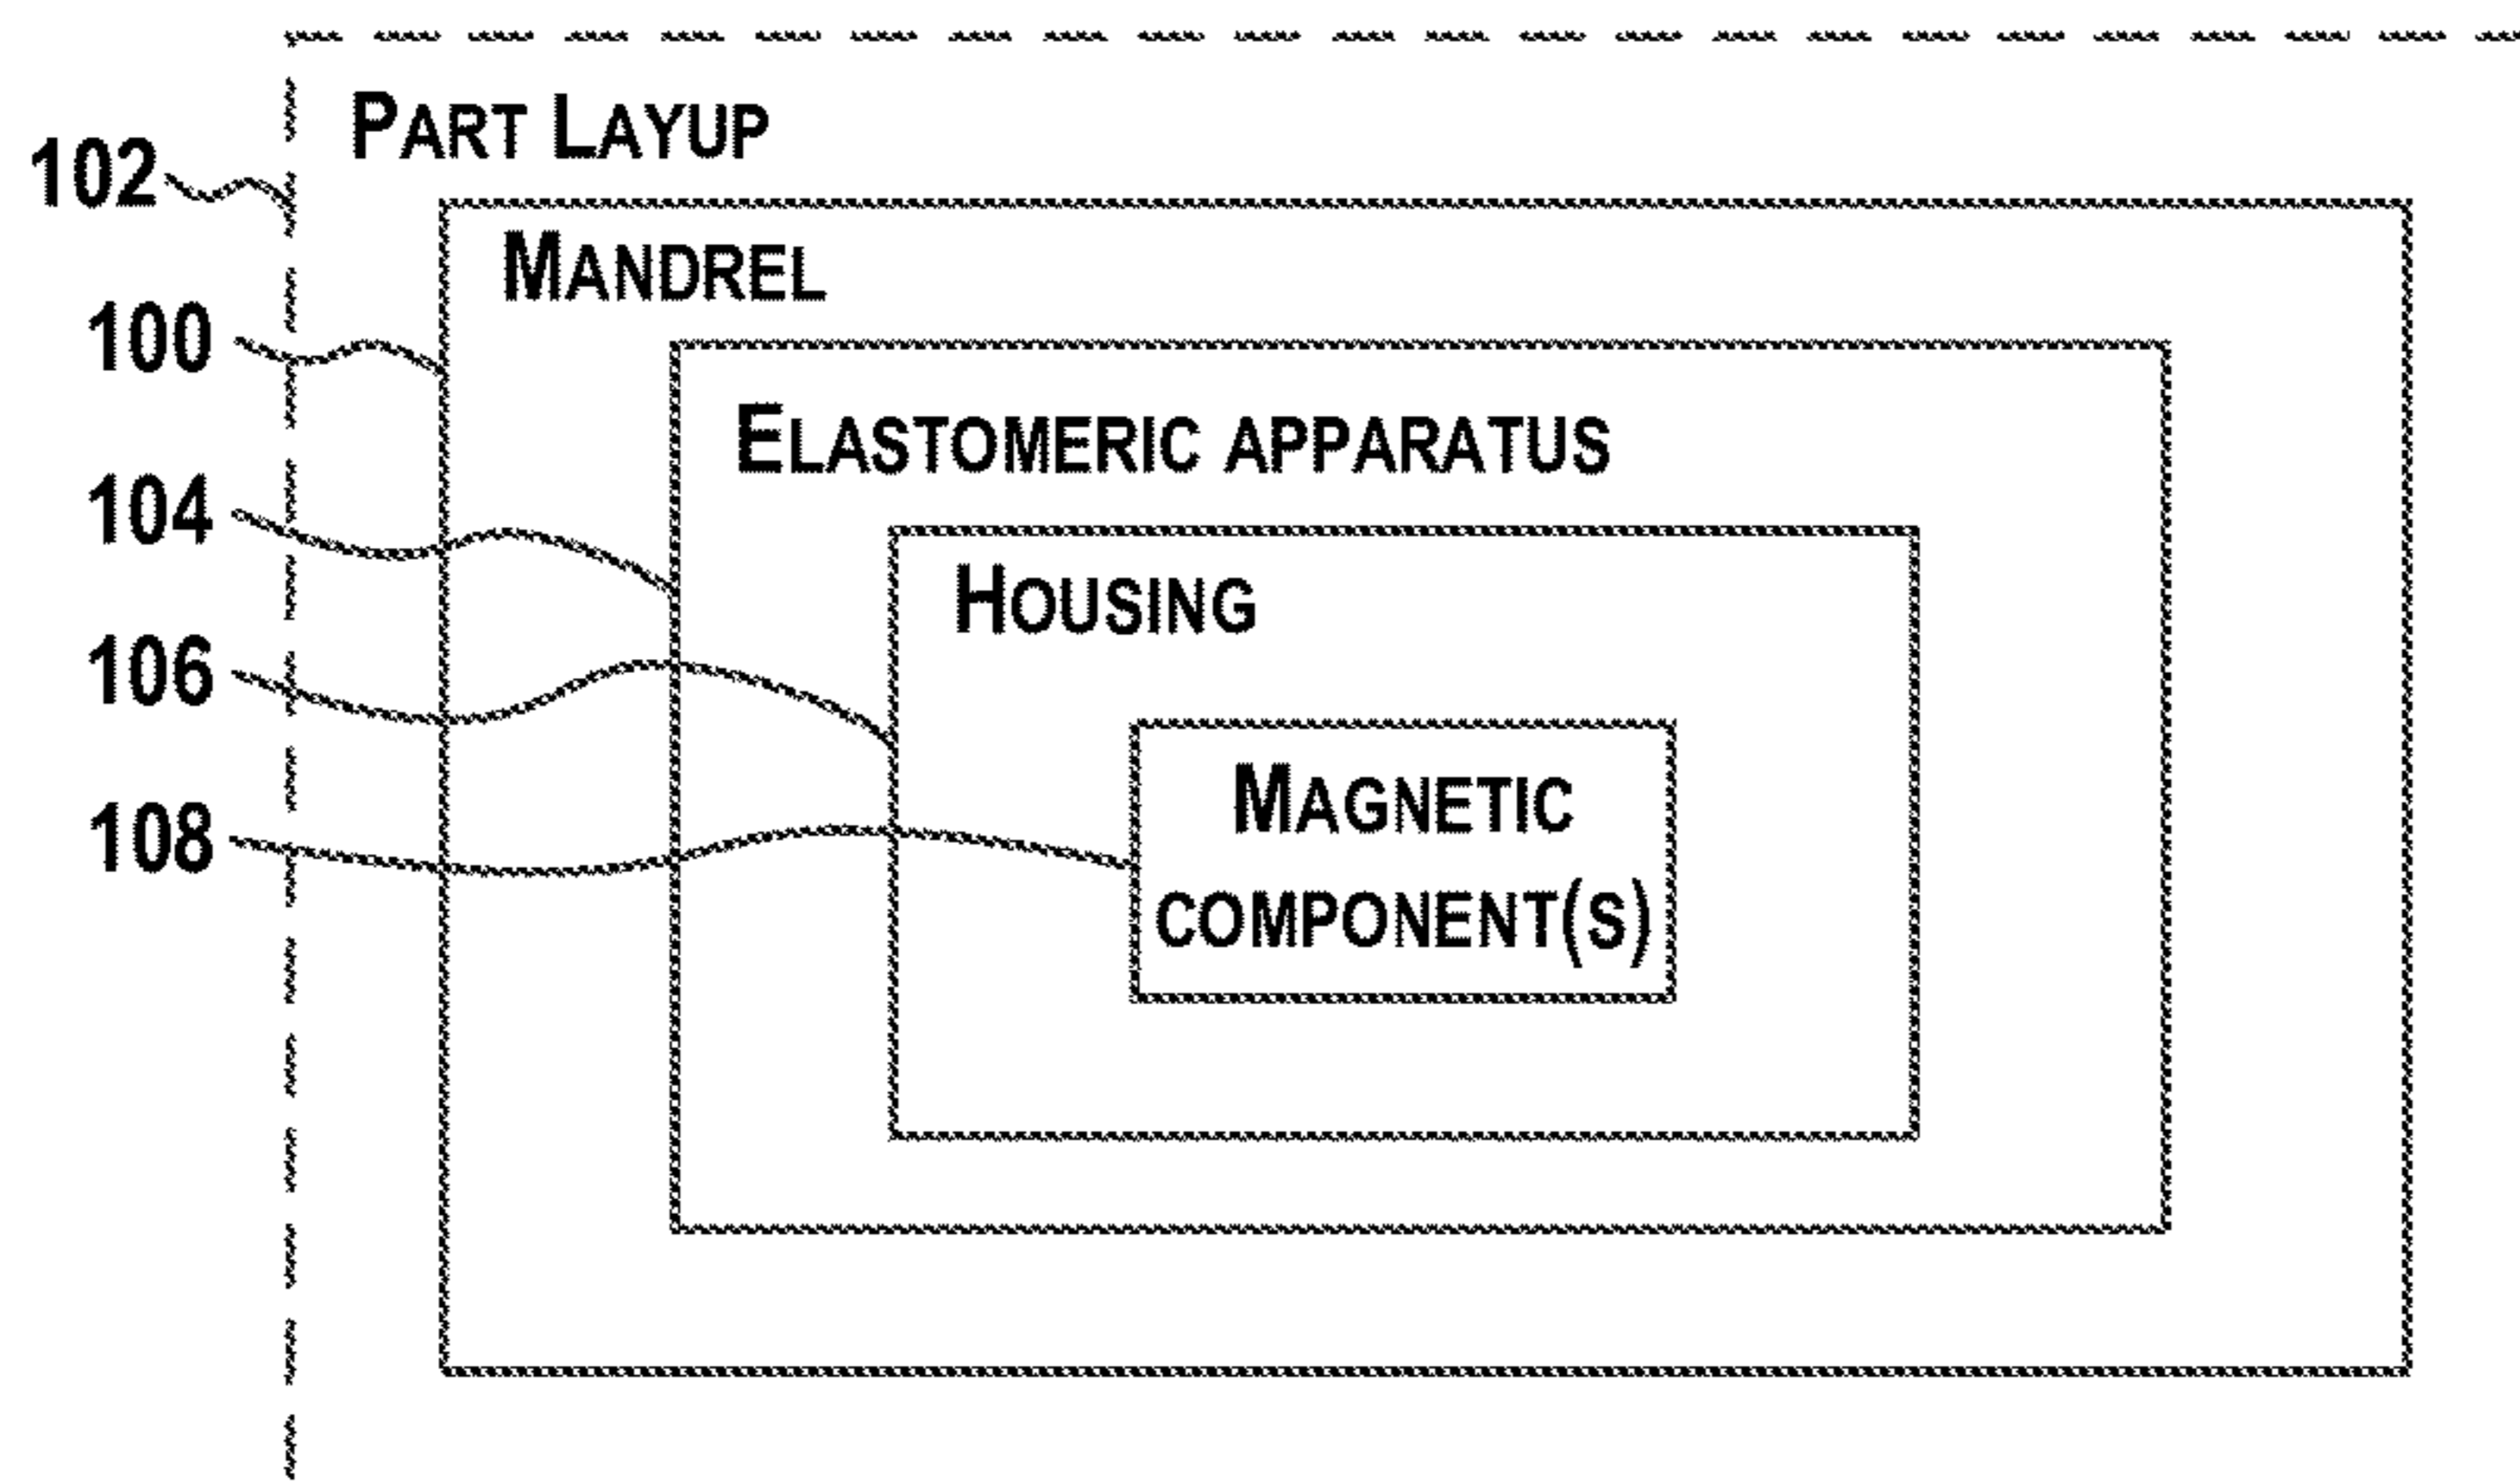 PART LAYUP
102
MANDREL
100
ELASTOMERIC APPARATUS
104
HOUSING
106
MAGNETIC
108
COMPONENT(S)